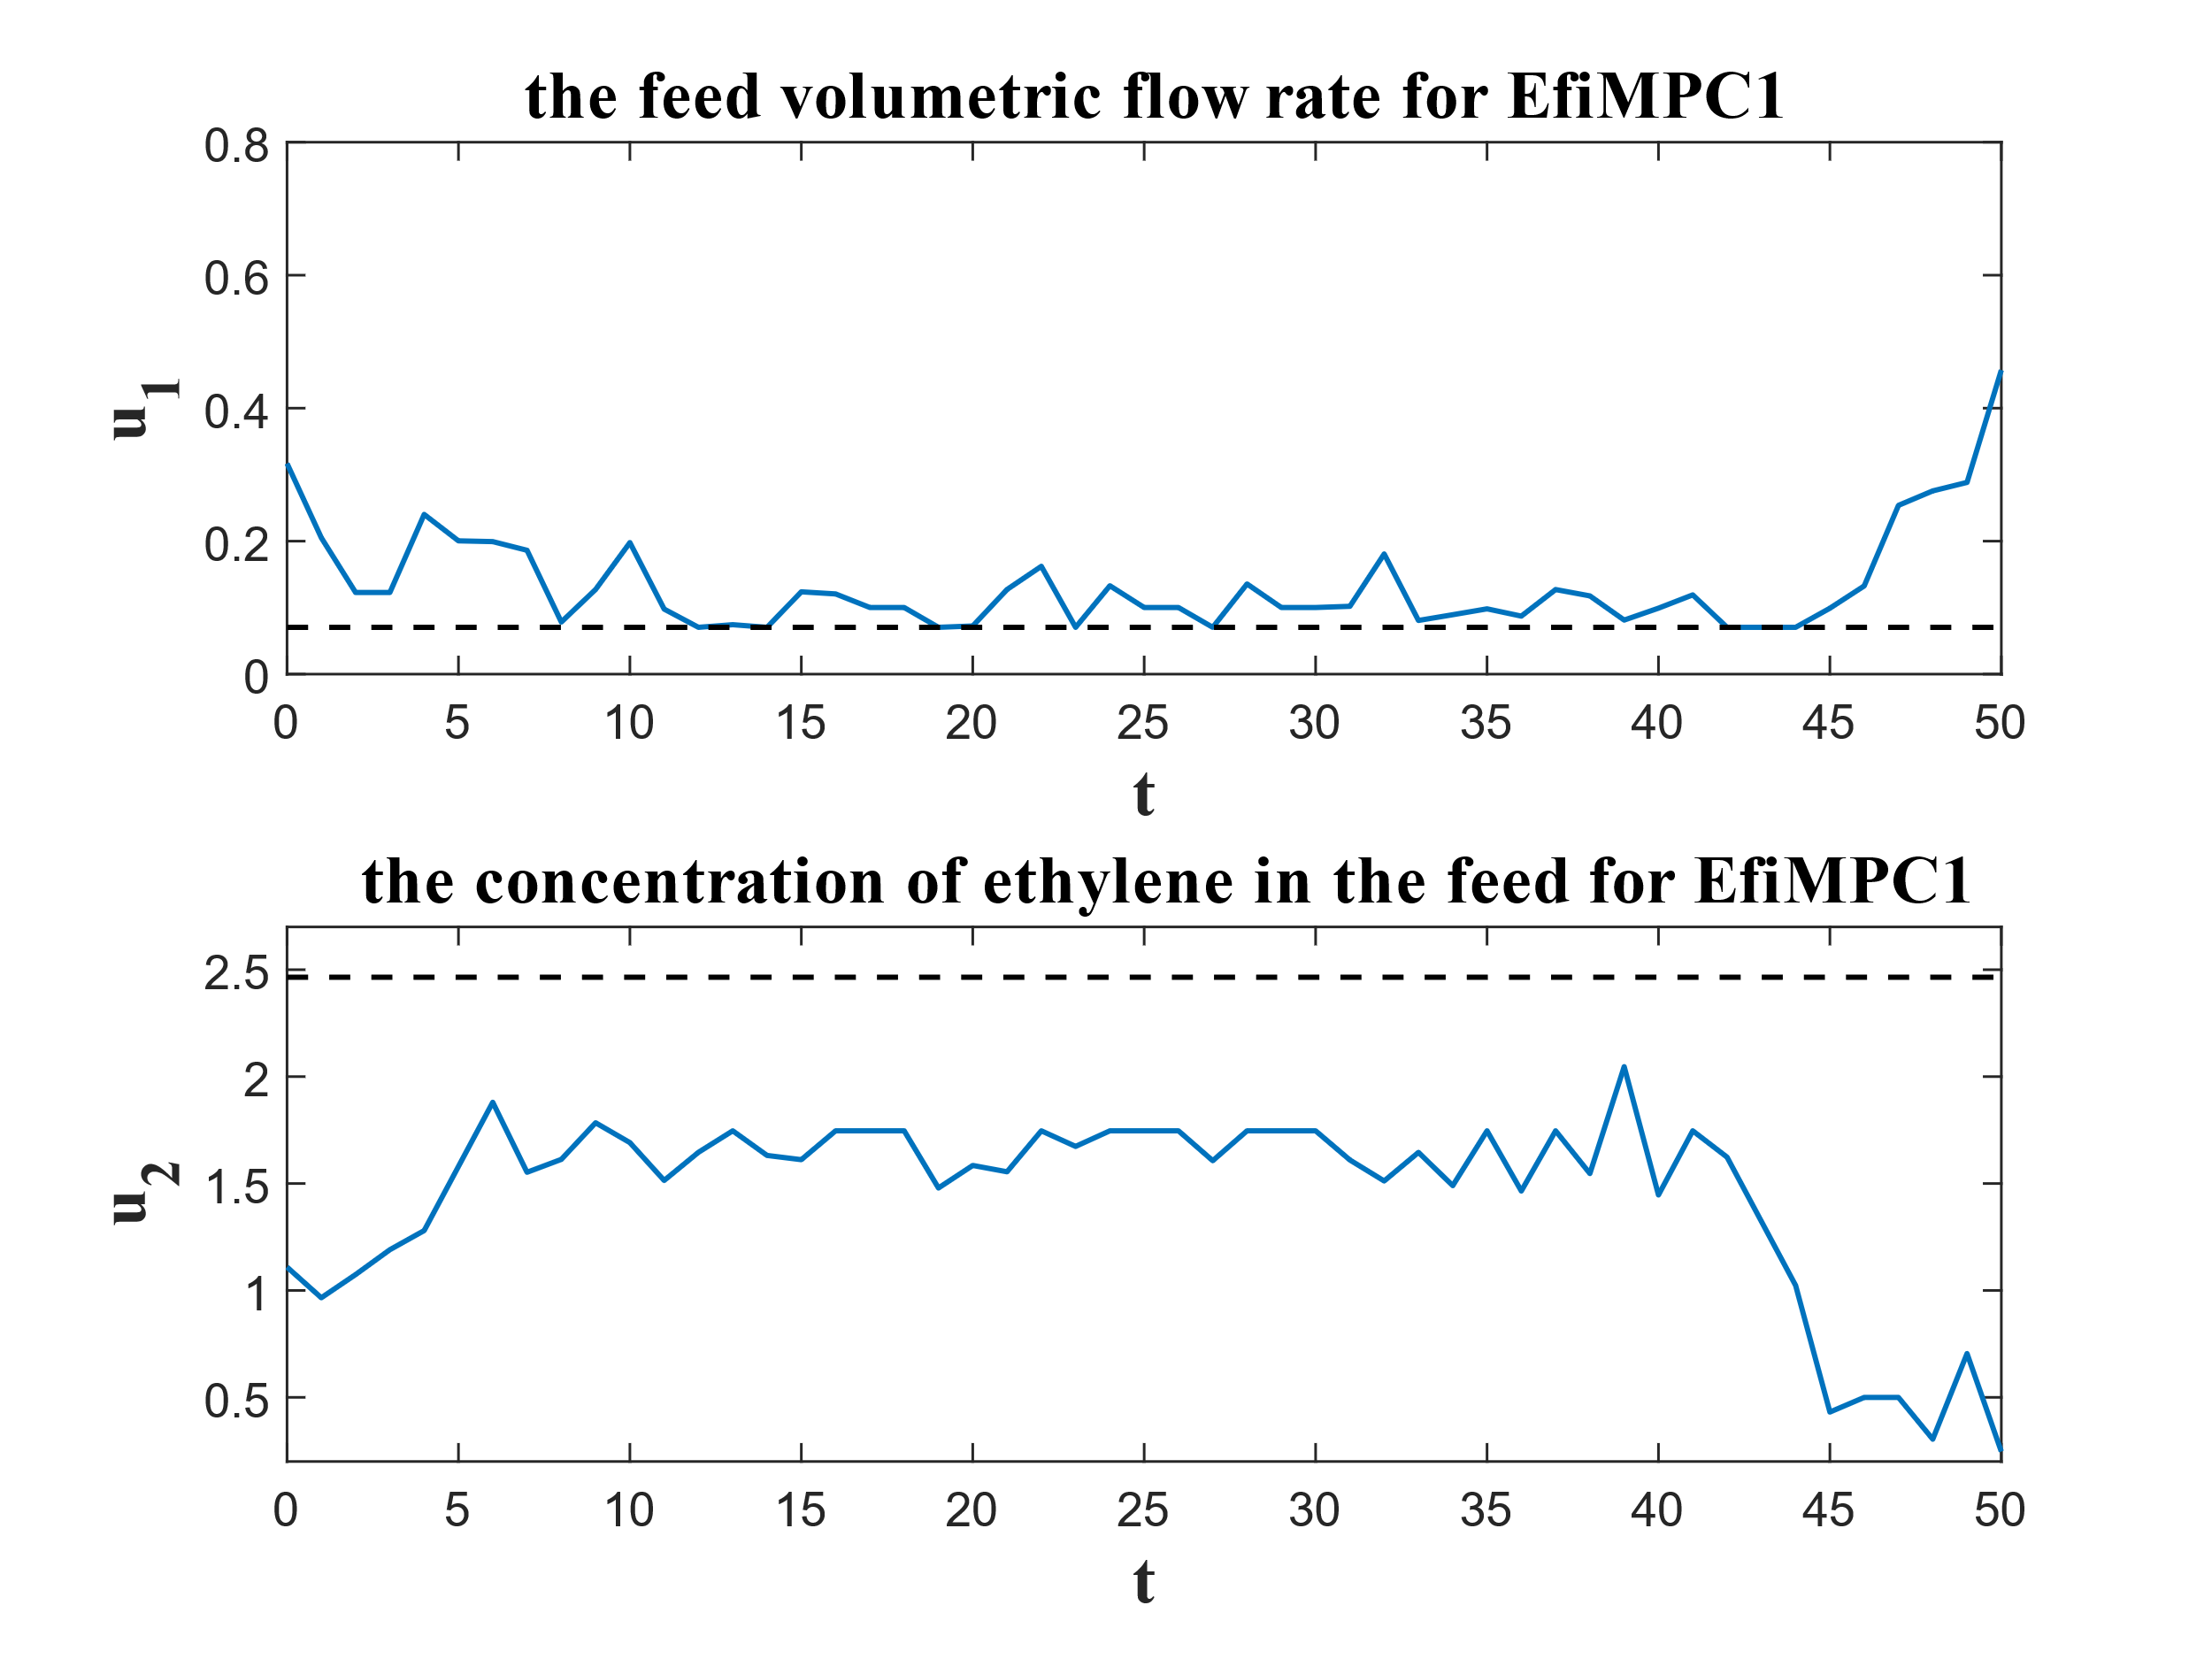 the feed volumetric flow rate for EfiMPC1
0.8
0.6
0.4
0.2
0
u1
0 5 10 15 20 25 30 35 40 45 50
t
the concentration of ethylene in the feed for EfiMPC1
2.5
2
1.5
1
0.5
u2
0 5 10 15 20 25 30 35 40 45 50
t